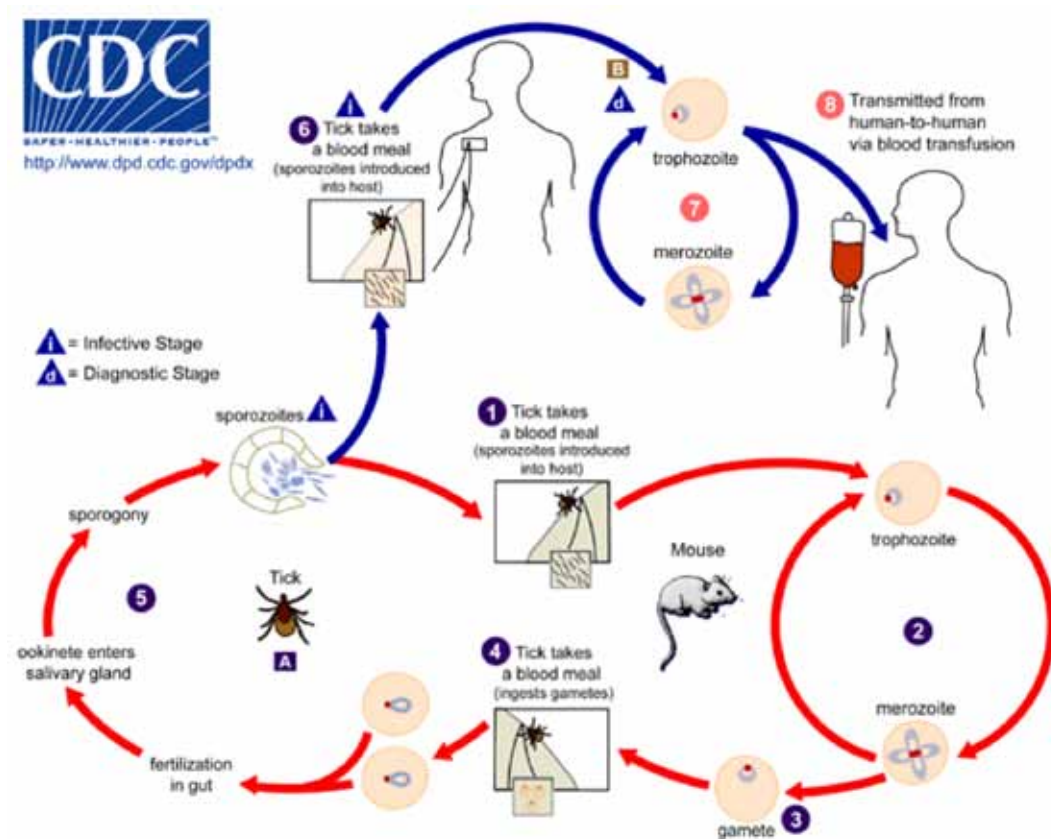 CDC
SAFER•HEALTHIER•PEOPLE™
http://www.dpd.cdc.gov/dpdx
i
6 Tick takes
a blood meal
(sporozoites introduced
into host)
B
d
trophozoite
8 Transmitted from
human-to-human
via blood transfusion
7
merozoite
i = Infective Stage
d = Diagnostic Stage
sporozoites i
1 Tick takes
a blood meal
(sporozoites introduced
into host)
trophozoite
sporogony
Mouse
5
Tick
A
2
ookinete enters
salivary gland
4 Tick takes
a blood meal
(ingests gametes)
merozoite
fertilization
in gut
gamete 3